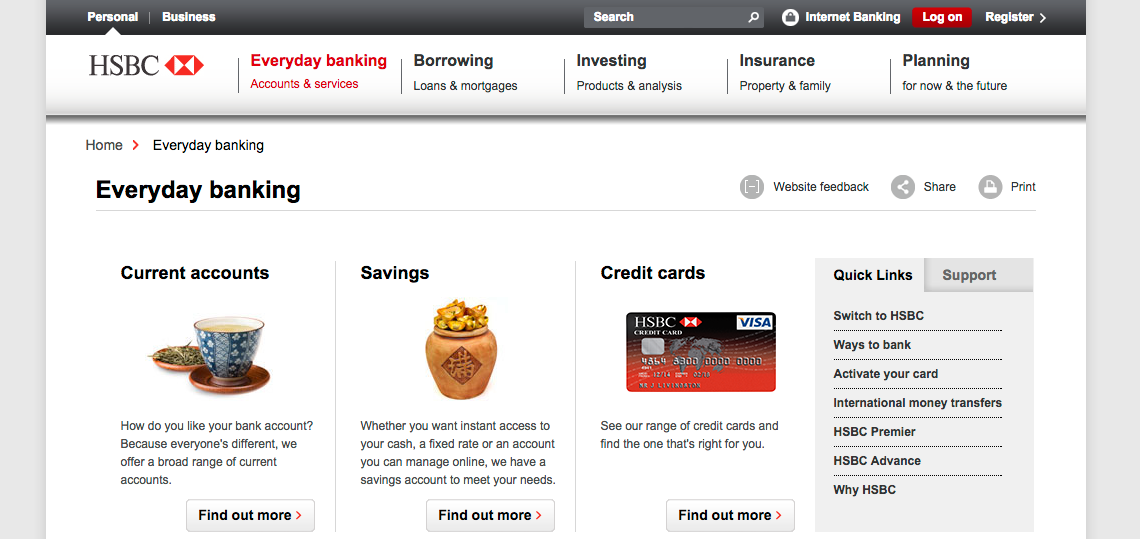 Personal
Business
Search
Internet Banking
Log on
Register
HSBC
Everyday banking
Accounts & services
Borrowing
Loans & mortgages
Investing
Products & analysis
Insurance
Property & family
Planning
for now & the future
Home
Everyday banking
Everyday banking
Website feedback
Share
Print
Current accounts
How do you like your bank account?
Because everyone's different, we
offer a broad range of current
accounts.
Find out more
Savings
Whether you want instant access to
your cash, a fixed rate or an account
you can manage online, we have a
savings account to meet your needs.
Find out more
Credit cards
HSBC
CREDIT CARD
VISA
0000 0000
12/14
MR J LIVINGSTON
See our range of credit cards and
find the one that's right for you.
Find out more
Quick Links
Support
Switch to HSBC
Ways to bank
Activate your card
International money transfers
HSBC Premier
HSBC Advance
Why HSBC